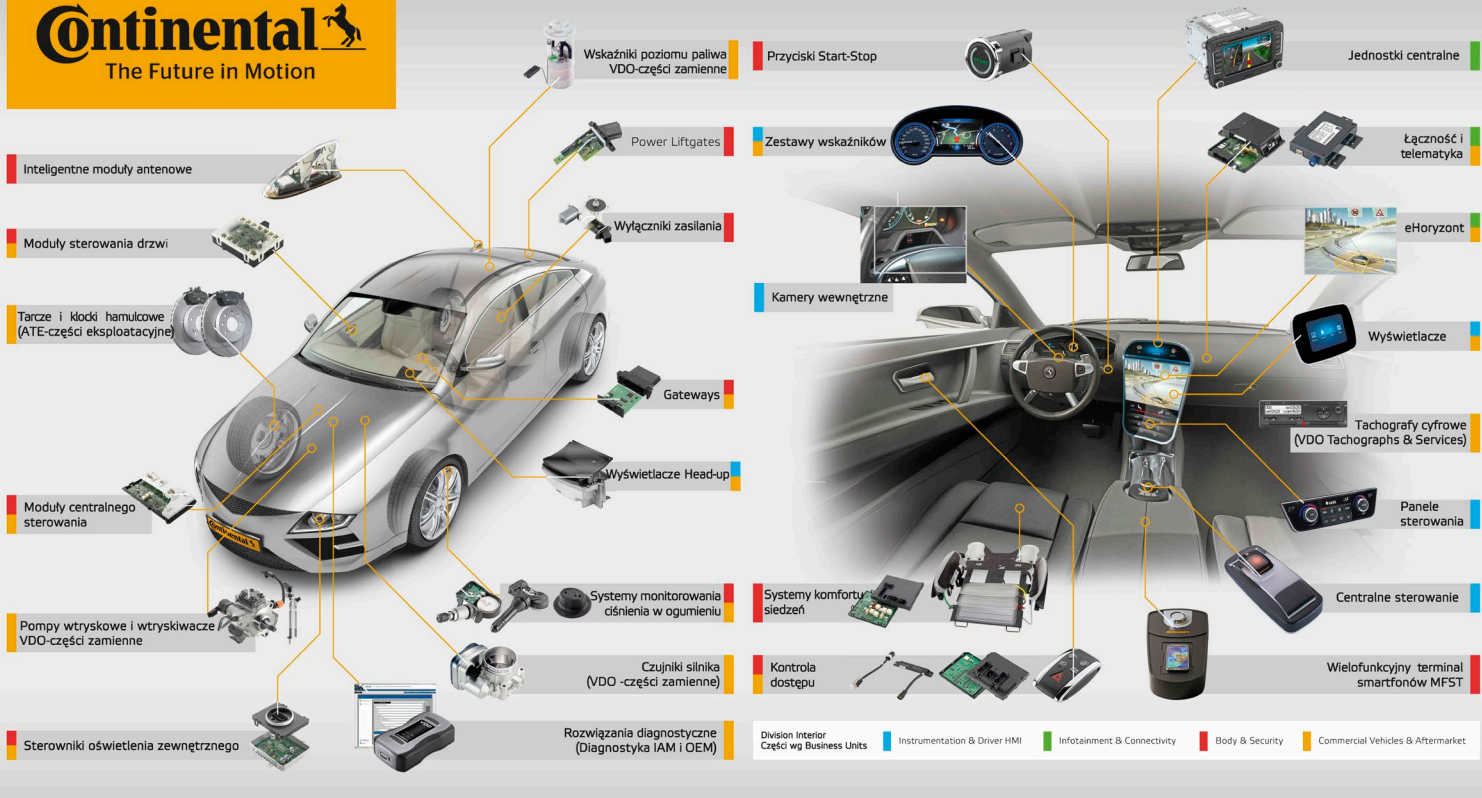 Continental
The Future in Motion
Wskaźniki poziomu paliwa
VDO-części zamienne
Power Liftgates
Inteligentne moduły antenowe
Wyłączniki zasilania
Moduły sterowania drzwi
Tarcze i klocki hamulcowe
(ATE-części eksploatacyjne)
Gateways
Wyświetlacze Head-up
Moduły centralnego
sterowania
Continental
Systemy monitorowania
ciśnienia w ogumieniu
Pompy wtryskowe i wtryskiwacze
VDO-części zamienne
Czujniki silnika
(VDO -części zamienne)
Rozwiązania diagnostyczne
(Diagnostyka IAM i OEM)
Sterowniki oświetlenia zewnętrznego
Przyciski Start-Stop
Jednostki centralne
Zestawy wskaźników
Łączność i
telematyka
eHoryzont
Kamery wewnętrzne
Wyświetlacze
Tachografy cyfrowe
(VDO Tachographs & Services)
Panele
sterowania
Systemy komfortu
siedzeń
Centralne sterowanie
Kontrola
dostępu
Wielofunkcyjny terminal
smartfonów MFST
Division Interior
Części wg Business Units
Instrumentation & Driver HMI
Infotainment & Connectivity
Body & Security
Commercial Vehicles & Aftermarket